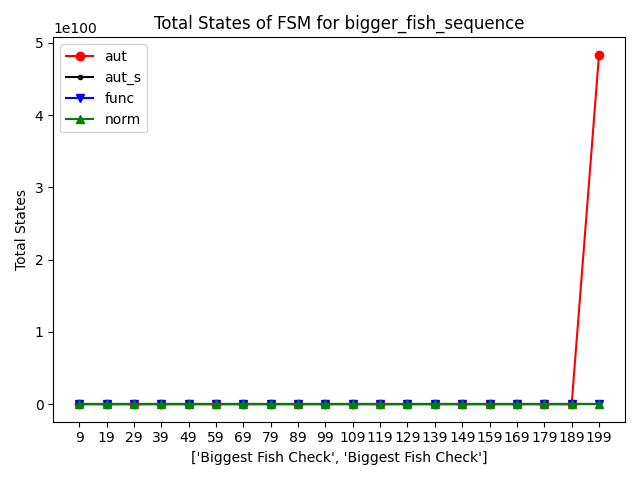 Total States of FSM for bigger_fish_sequence
1e100
5
4
3
2
1
0
Total States
aut
aut_s
func
norm
9 19 29 39 49 59 69 79 89 99 109 119 129 139 149 159 169 179 189 199
['Biggest Fish Check', 'Biggest Fish Check']